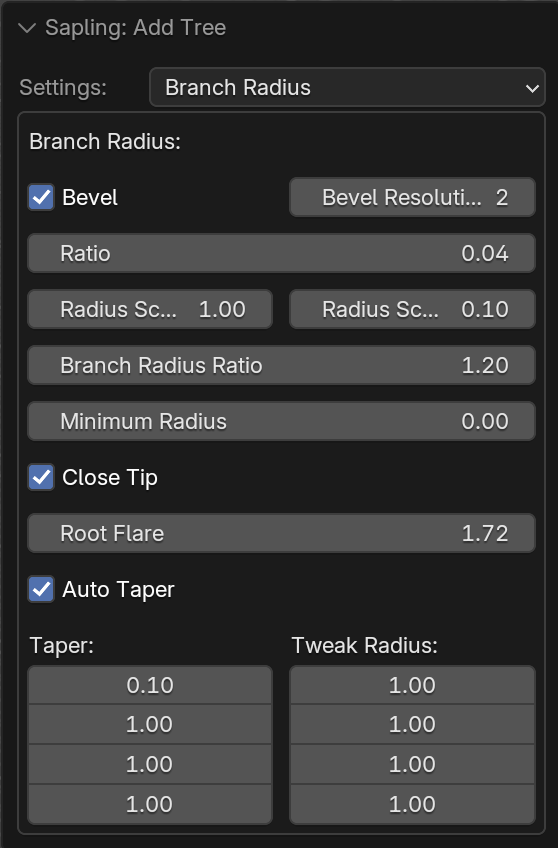 Sapling: Add Tree
Settings: Branch Radius
Branch Radius:
Bevel Bevel Resoluti... 2
Ratio 0.04
Radius Sc... 1.00 Radius Sc... 0.10
Branch Radius Ratio 1.20
Minimum Radius 0.00
Close Tip
Root Flare 1.72
Auto Taper
Taper: Tweak Radius:
0.10 1.00
1.00 1.00
1.00 1.00
1.00 1.00